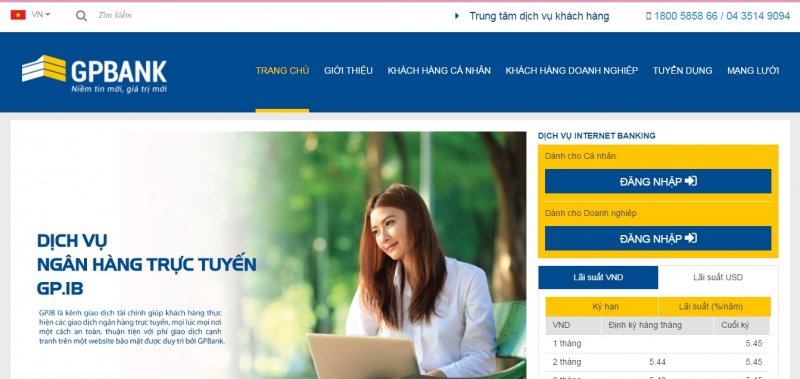 VN
Tìm kiếm
Trung tâm dịch vụ khách hàng
1800 5858 66 / 04 3514 9094
GPBANK
Niềm tin mới, giá trị mới
TRANG CHỦ
GIỚI THIỆU
KHÁCH HÀNG CÁ NHÂN
KHÁCH HÀNG DOANH NGHIỆP
TUYỂN DỤNG
MẠNG LƯỚI
DỊCH VỤ
NGÂN HÀNG TRỰC TUYẾN
GP.IB
GP.IB là kênh giao dịch tài chính giúp khách hàng thực
hiện các giao dịch ngân hàng trực tuyến, mọi lúc mọi nơi
một cách an toàn, thuận tiện với phí giao dịch cạnh
tranh trên một website bảo mật được duy trì bởi GPBank.
DỊCH VỤ INTERNET BANKING
Dành cho Cá nhân
ĐĂNG NHẬP
Dành cho Doanh nghiệp
ĐĂNG NHẬP
Lãi suất VND
Lãi suất USD
Kỳ hạn
Lãi suất (%/năm)
VND
Định kỳ hàng tháng
Cuối kỳ
1 tháng
5.45
2 tháng
5.44
5.45